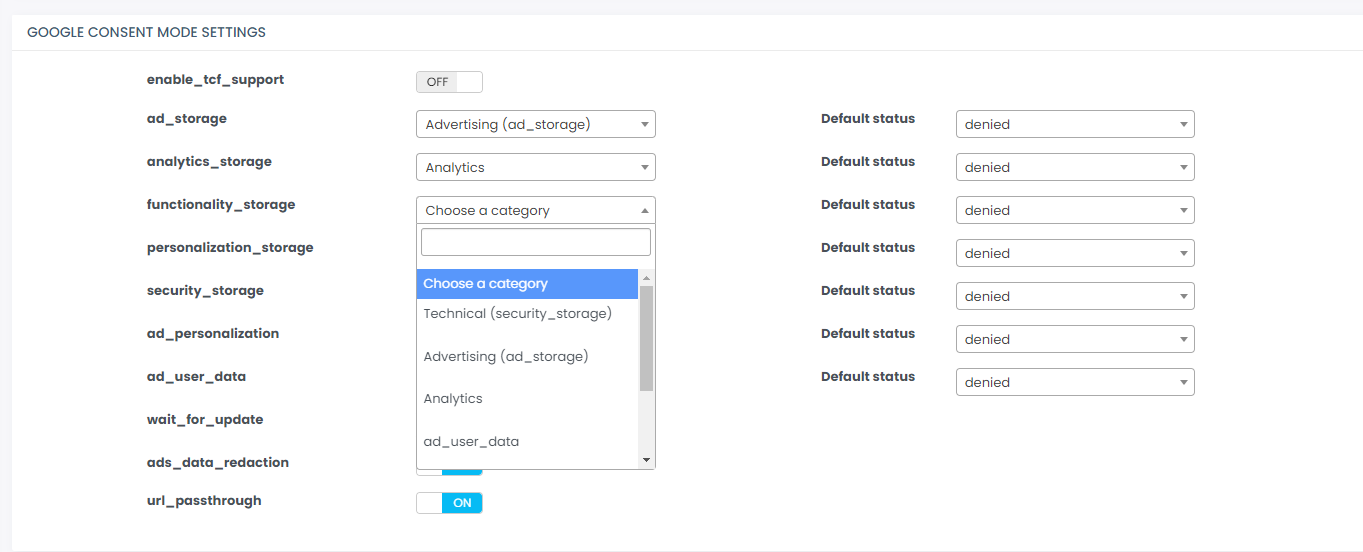 GOOGLE CONSENT MODE SETTINGS
enable_tcf_support OFF
ad_storage Advertising (ad_storage) Default status denied
analytics_storage Analytics Default status denied
functionality_storage Choose a category Default status denied
personalization_storage Default status denied
security_storage Choose a category Default status denied
Technical (security_storage)
ad_personalization Default status denied
Advertising (ad_storage)
ad_user_data Default status denied
Analytics
wait_for_update
ad_user_data
ads_data_redaction
url_passthrough ON